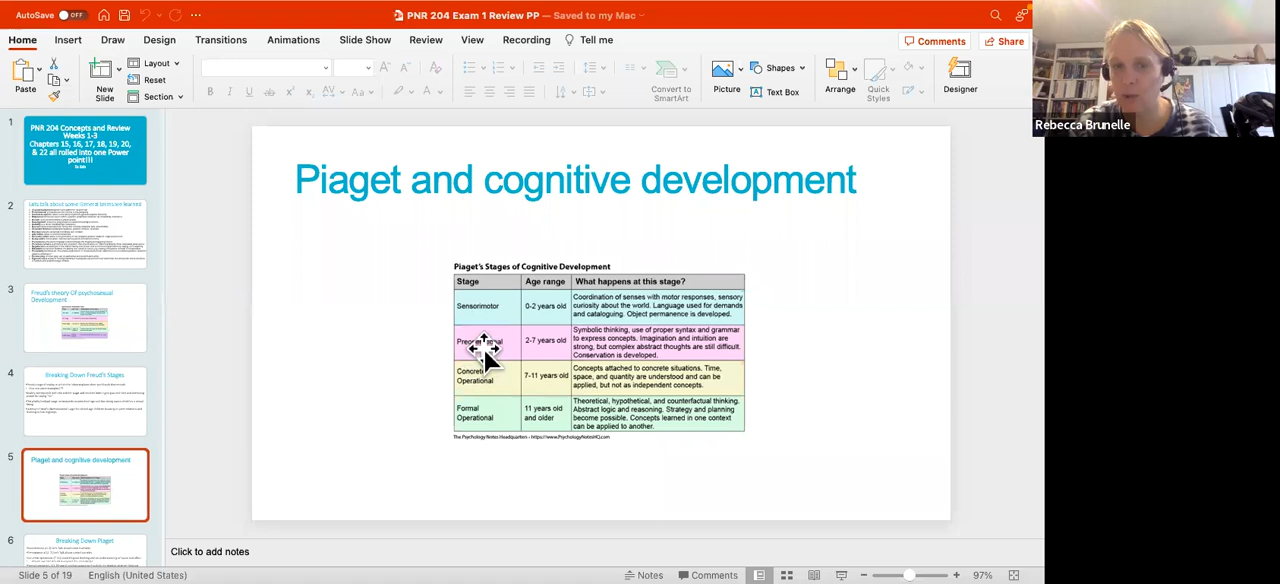 AutoSave OFF
PNR 204 Exam 1 Review PP — Saved to my Mac
Home Insert Draw Design Transitions Animations Slide Show Review View Recording Tell me
Comments Share
Paste
New Slide
Layout
Reset
Section
Convert to SmartArt
Picture
Shapes
Text Box
Arrange
Quick Styles
Designer
Rebecca Brunelle
1
PNR 204 Concepts and Review
Weeks 1-3
Chapters 15, 16, 17, 18, 19, 20,
& 22 all rolled into one Power
point!!!
2
3
Freud's theory Of psychosexual
Development
4
Breaking Down Freud's Stages
5
Piaget and cognitive development
6
Breaking Down Piaget
Piaget and cognitive development
Piaget's Stages of Cognitive Development
Stage Age range What happens at this stage?
Sensorimotor 0-2 years old Coordination of senses with motor responses, sensory
curiosity about the world. Language used for demands
and cataloguing. Object permanence is developed.
2-7 years old Symbolic thinking, use of proper syntax and grammar
to express concepts. Imagination and intuition are
strong, but complex abstract thoughts are still difficult.
Conservation is developed.
Concrete
Operational 7-11 years old Concepts attached to concrete situations. Time,
space, and quantity are understood and can be
applied, but not as independent concepts.
Formal
Operational 11 years old
and older Theoretical, hypothetical, and counterfactual thinking.
Abstract logic and reasoning. Strategy and planning
become possible. Concepts learned in one context
can be applied to another.
The Psychology Notes Headquarters - https://www.PsychologyNotesHQ.com
Click to add notes
Slide 5 of 19 English (United States)
Notes Comments 97%